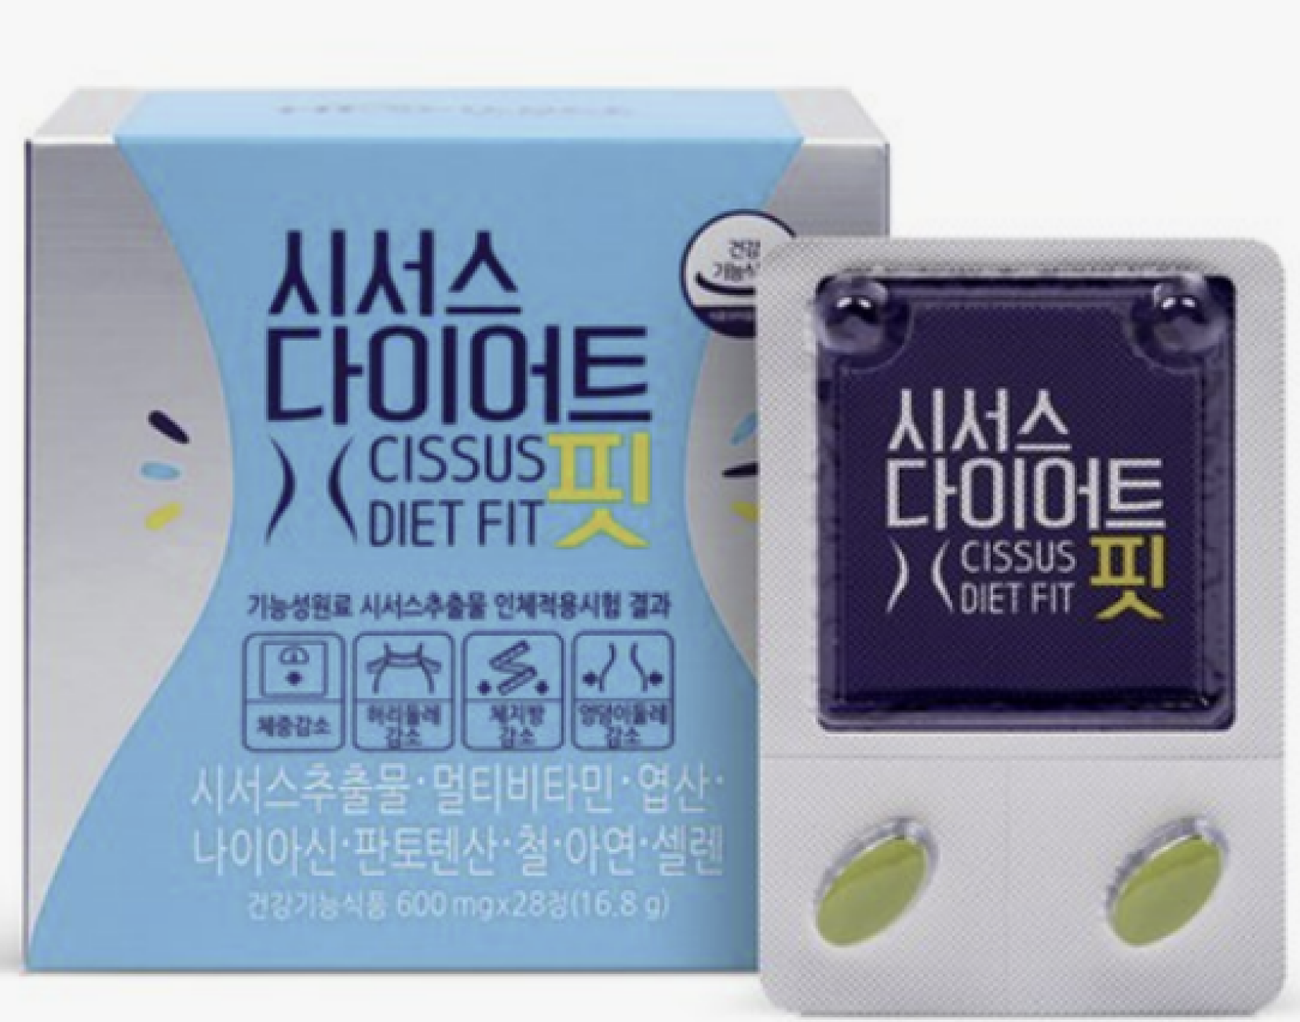 시서스
다이어트
CISSUS
DIET FIT
핏
기능성원료 시서스추출물 인체적용시험 결과
체중감소
허리둘레
감소
체지방
감소
엉덩이둘레
감소
시서스추출물·멀티비타민·엽산·
나이아신·판토텐산·철·아연·셀렌
건강기능식품 600mgx28정(16.8 g)
건강
시서스
다이어트
CISSUS
DIET FIT
핏